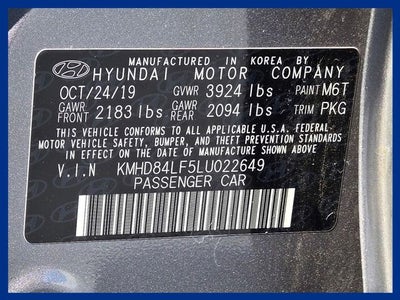 MANUFACTURED IN KOREA BY
HYUNDAI MOTOR COMPANY
OCT/24/19 GVWR 3924 lbs PAINT M6T
GAWR FRONT 2183 lbs GAWR REAR 2094 lbs TRIM PKG
THIS VEHICLE CONFORMS TO ALL APPLICABLE U.S.A. FEDERAL
MOTOR VEHICLE SAFETY, BUMPER, AND THEFT PREVENTION STANDARDS
IN EFFECT ON THE DATE OF MANUFACTURE SHOWN ABOVE.
V.I.N KMHD84LF5LU022649
PASSENGER CAR